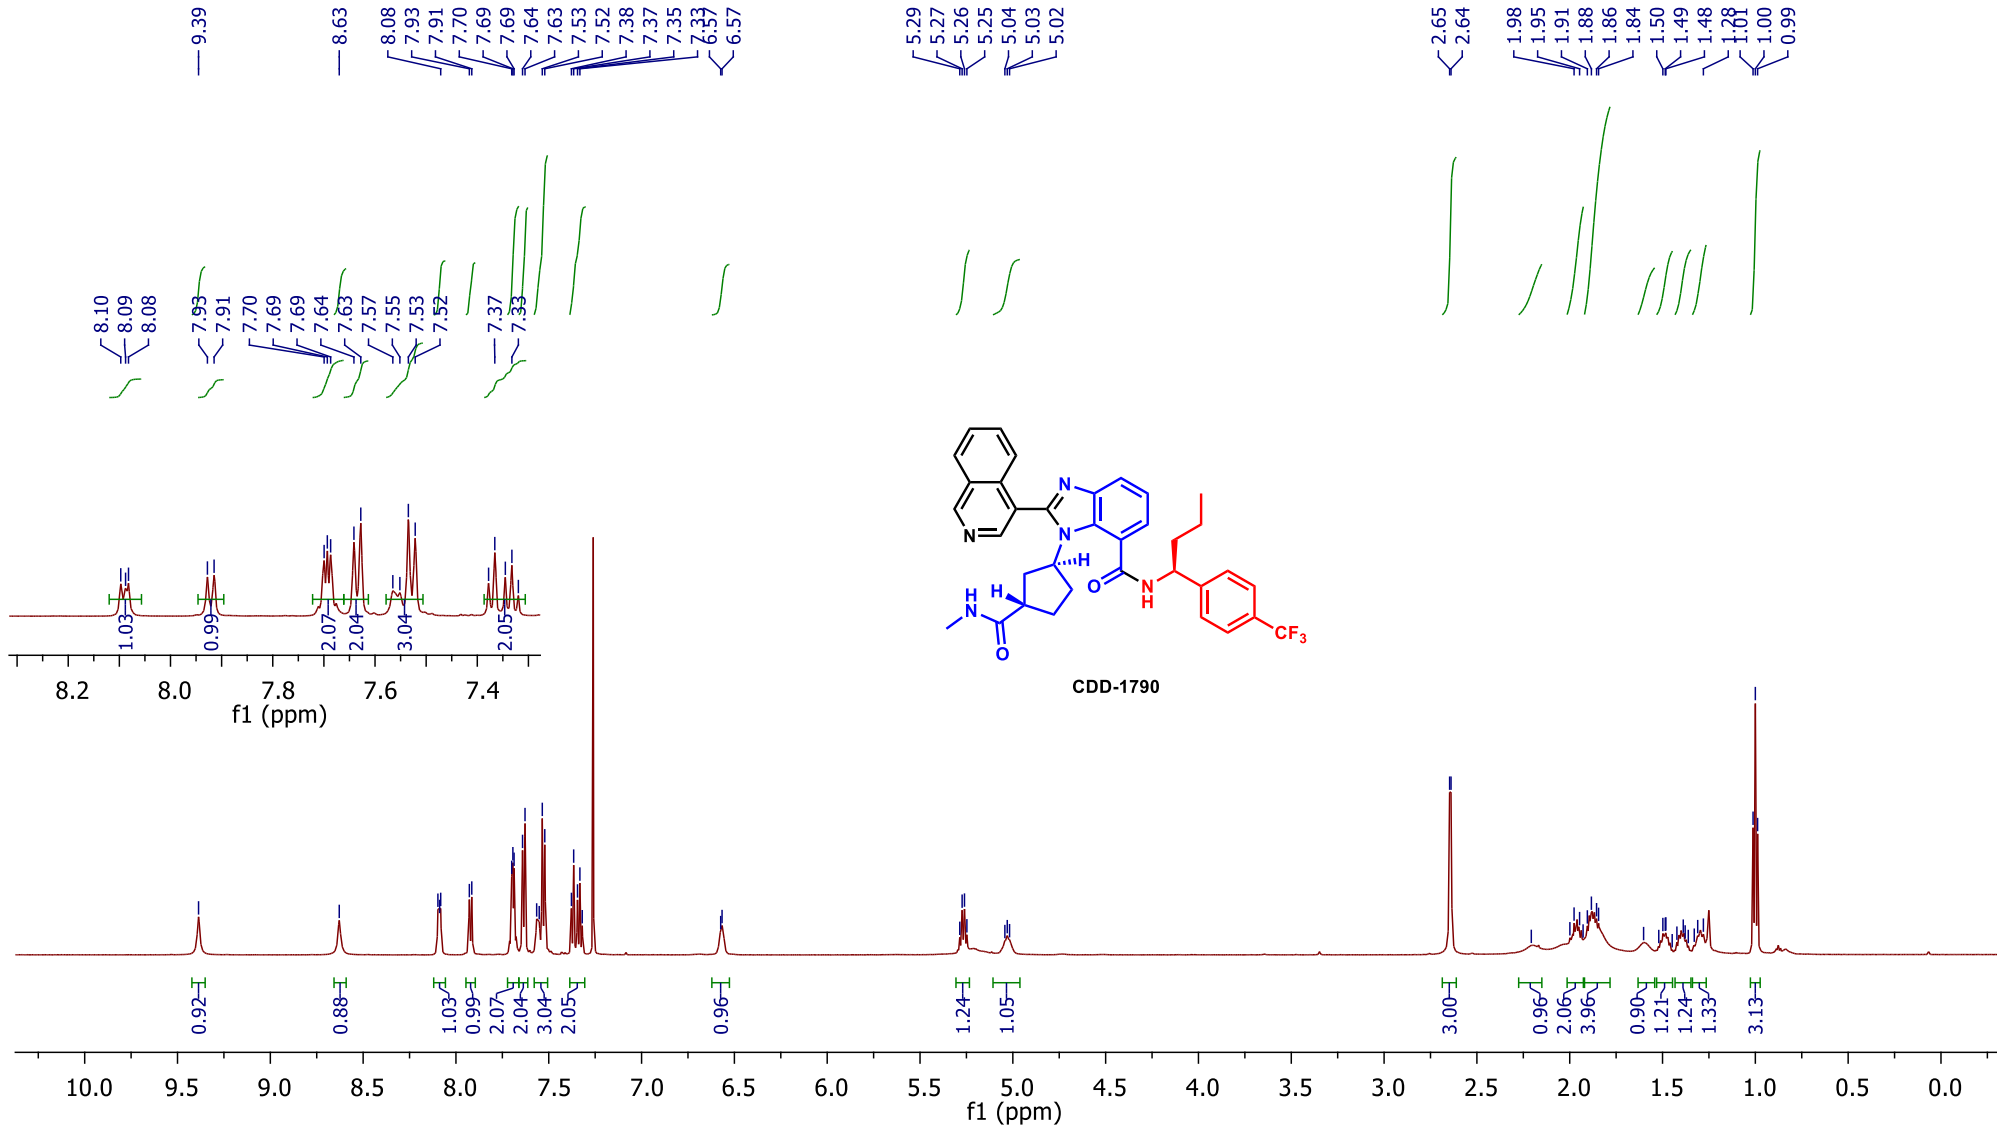 9.39 8.63 8.08 7.93 7.91 7.70 7.69 7.69 7.64 7.63 7.53 7.52 7.38 7.37 7.35 7.33 6.57 6.57 5.29 5.27 5.26 5.25 5.04 5.03 5.02 2.65 2.64 1.98 1.95 1.91 1.88 1.86 1.84 1.50 1.49 1.48 1.28 1.01 1.00 0.99
8.10 8.09 8.08 7.93 7.91 7.70 7.69 7.69 7.64 7.63 7.57 7.55 7.53 7.52 7.37 7.33
1.03 0.99 2.07 2.04 3.04 2.05
8.2 8.0 7.8 7.6 7.4
f1 (ppm)
N
N
N
H
O
N
H
H
H
N
O
CF3
CDD-1790
0.92 0.88 1.03 0.99 2.07 2.04 3.04 2.05 0.96 1.24 1.05 3.00 0.96 2.06 3.96 0.90 1.21 1.24 1.33 3.13
10.0 9.5 9.0 8.5 8.0 7.5 7.0 6.5 6.0 5.5 5.0 4.5 4.0 3.5 3.0 2.5 2.0 1.5 1.0 0.5 0.0
f1 (ppm)